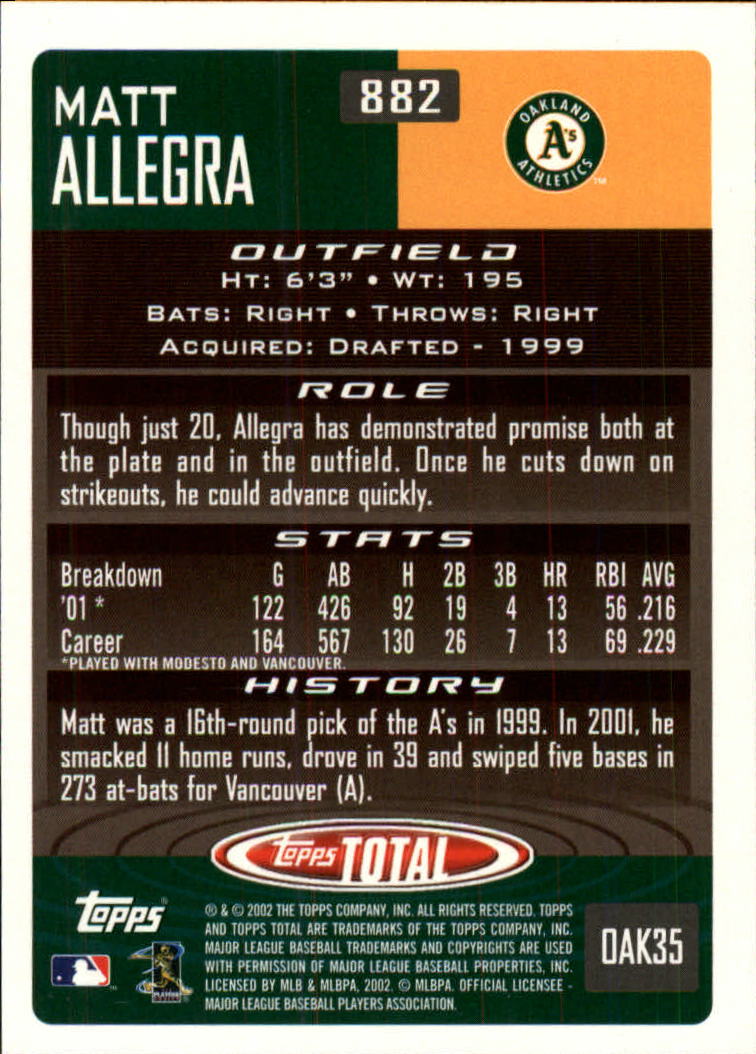 882
MATT
ALLEGRA
OAKLAND
A's
ATHLETICS
TM
OUTFIELD
HT: 6'3" • WT: 195
BATS: RIGHT • THROWS: RIGHT
ACQUIRED: DRAFTED - 1999
ROLE
Though just 20, Allegra has demonstrated promise both at
the plate and in the outfield. Once he cuts down on
strikeouts, he could advance quickly.
STATS
Breakdown G AB H 2B 3B HR RBI AVG
'01 * 122 426 92 19 4 13 56 .216
Career 164 567 130 26 7 13 69 .229
*PLAYED WITH MODESTO AND VANCOUVER.
HISTORY
Matt was a 16th-round pick of the A's in 1999. In 2001, he
smacked 11 home runs, drove in 39 and swiped five bases in
273 at-bats for Vancouver (A).
Topps TOTAL
Topps®
® & © 2002 THE TOPPS COMPANY, INC. ALL RIGHTS RESERVED. TOPPS
AND TOPPS TOTAL ARE TRADEMARKS OF THE TOPPS COMPANY, INC.
MAJOR LEAGUE BASEBALL TRADEMARKS AND COPYRIGHTS ARE USED
WITH PERMISSION OF MAJOR LEAGUE BASEBALL PROPERTIES, INC.
LICENSED BY MLB & MLBPA, 2002. © MLBPA. OFFICIAL LICENSEE -
MAJOR LEAGUE BASEBALL PLAYERS ASSOCIATION.
OAK35